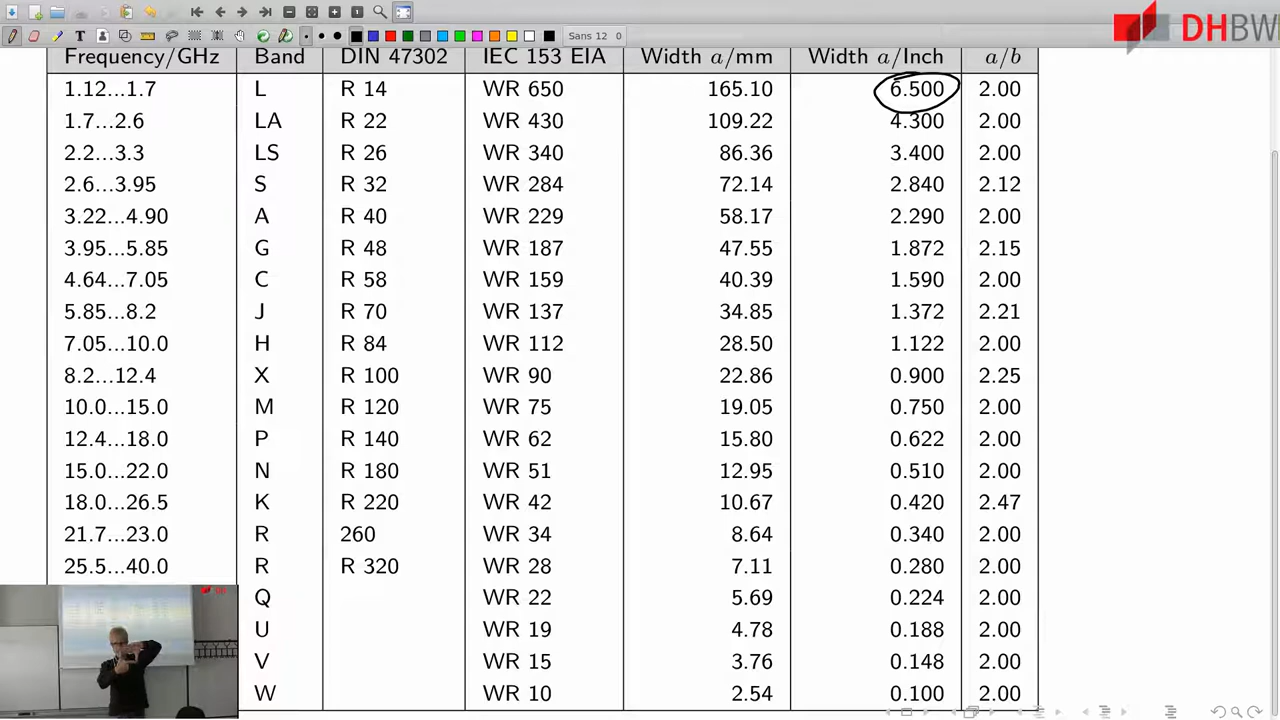 DHBW
Sans 12 0
Frequency/GHz Band DIN 47302 IEC 153 EIA Width a/mm Width a/Inch a/b
1.12...1.7 L R 14 WR 650 165.10 6.500 2.00
1.7...2.6 LA R 22 WR 430 109.22 4.300 2.00
2.2...3.3 LS R 26 WR 340 86.36 3.400 2.00
2.6...3.95 S R 32 WR 284 72.14 2.840 2.12
3.22...4.90 A R 40 WR 229 58.17 2.290 2.00
3.95...5.85 G R 48 WR 187 47.55 1.872 2.15
4.64...7.05 C R 58 WR 159 40.39 1.590 2.00
5.85...8.2 J R 70 WR 137 34.85 1.372 2.21
7.05...10.0 H R 84 WR 112 28.50 1.122 2.00
8.2...12.4 X R 100 WR 90 22.86 0.900 2.25
10.0...15.0 M R 120 WR 75 19.05 0.750 2.00
12.4...18.0 P R 140 WR 62 15.80 0.622 2.00
15.0...22.0 N R 180 WR 51 12.95 0.510 2.00
18.0...26.5 K R 220 WR 42 10.67 0.420 2.47
21.7...23.0 R 260 WR 34 8.64 0.340 2.00
25.5...40.0 R R 320 WR 28 7.11 0.280 2.00
Q WR 22 5.69 0.224 2.00
U WR 19 4.78 0.188 2.00
V WR 15 3.76 0.148 2.00
W WR 10 2.54 0.100 2.00